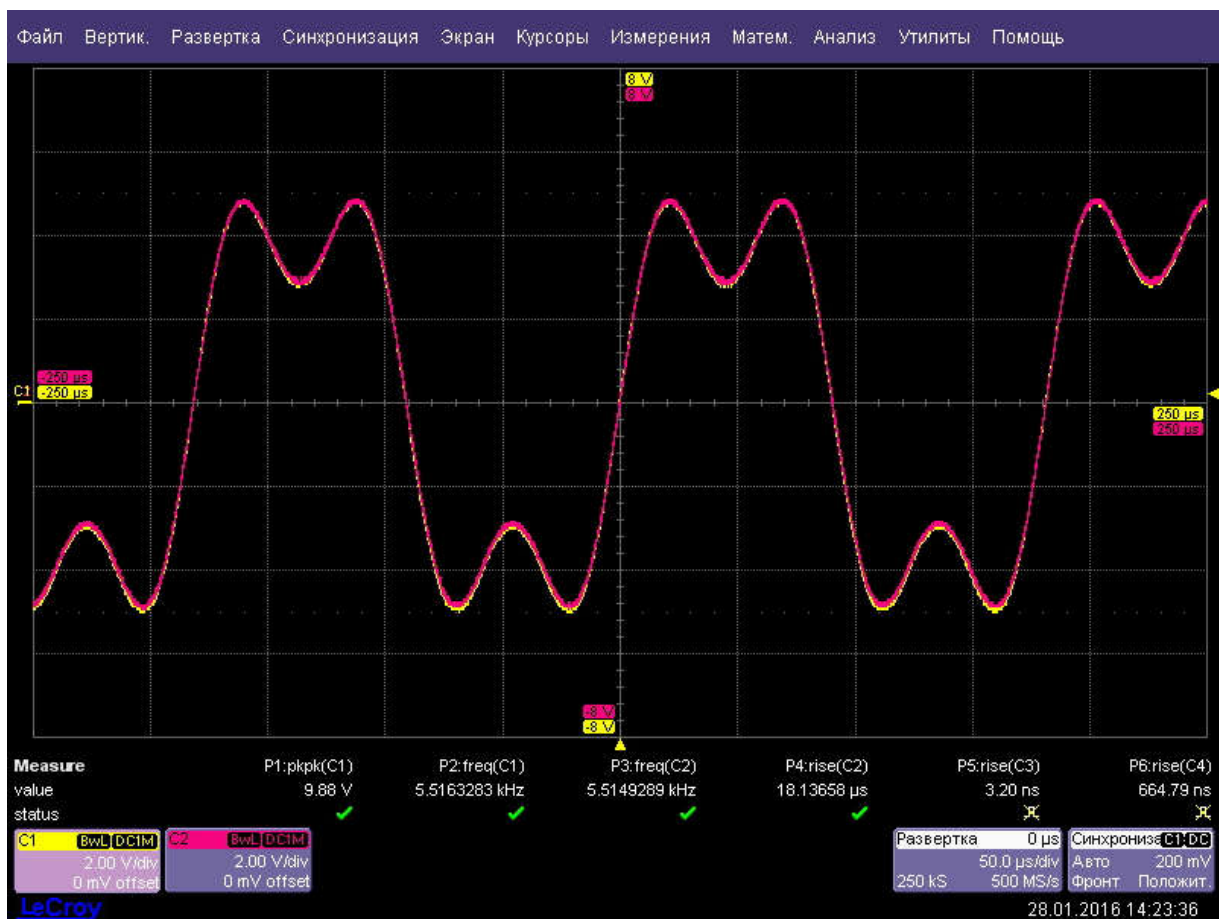 Файл Вертик. Развертка Синхронизация Экран Курсоры Измерения Матем. Анализ Утилиты Помощь
8 V
8 V
-250 µs
C1 -250 µs
250 µs
250 µs
-8 V
-8 V
Measure P1:pkpk(C1) P2:freq(C1) P3:freq(C2) P4:rise(C2) P5:rise(C3) P6:rise(C4)
value 9.88 V 5.5163283 kHz 5.5149289 kHz 18.13658 µs 3.20 ns 664.79 ns
status
C1 BwL DC1M C2 BwL DC1M Развертка 0 µs Синхрониза C1:DC
2.00 V/div 2.00 V/div 50.0 µs/div Авто 200 mV
0 mV offset 0 mV offset 250 kS 500 MS/s Фронт Положит.
LeCroy 28.01.2016 14:23:36